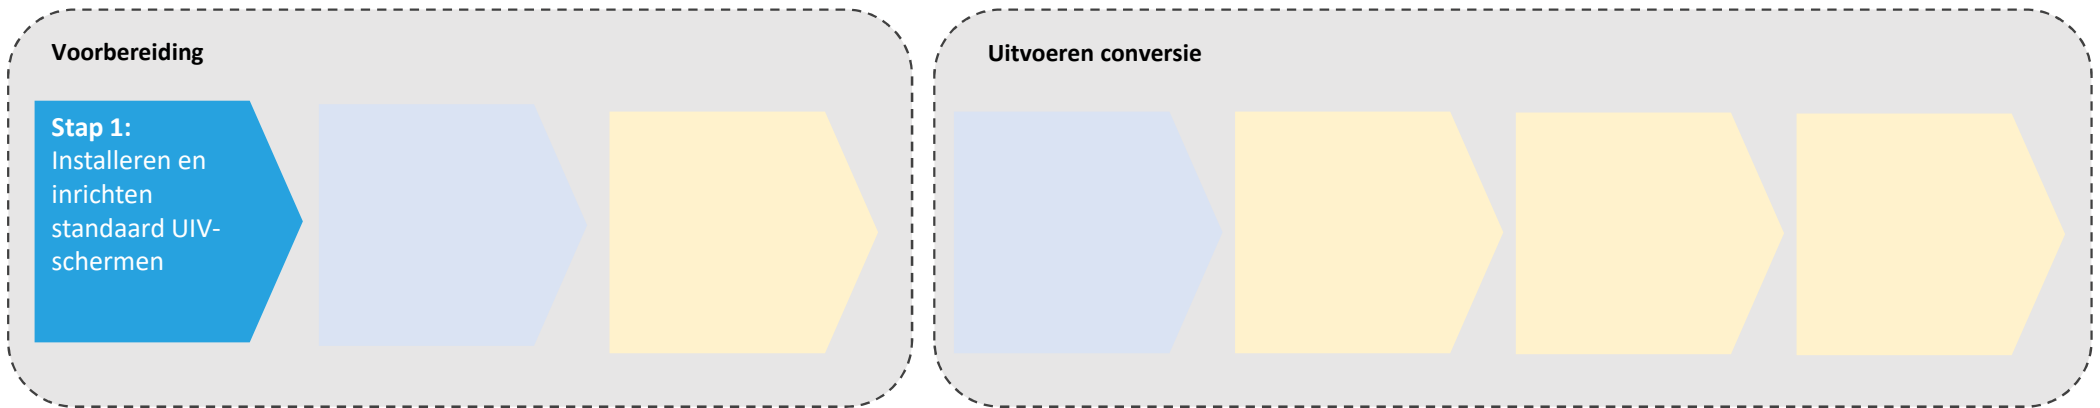 Voorbereiding
Stap 1:
Installeren en
inrichten
standaard UIV-
schermen
Uitvoeren conversie